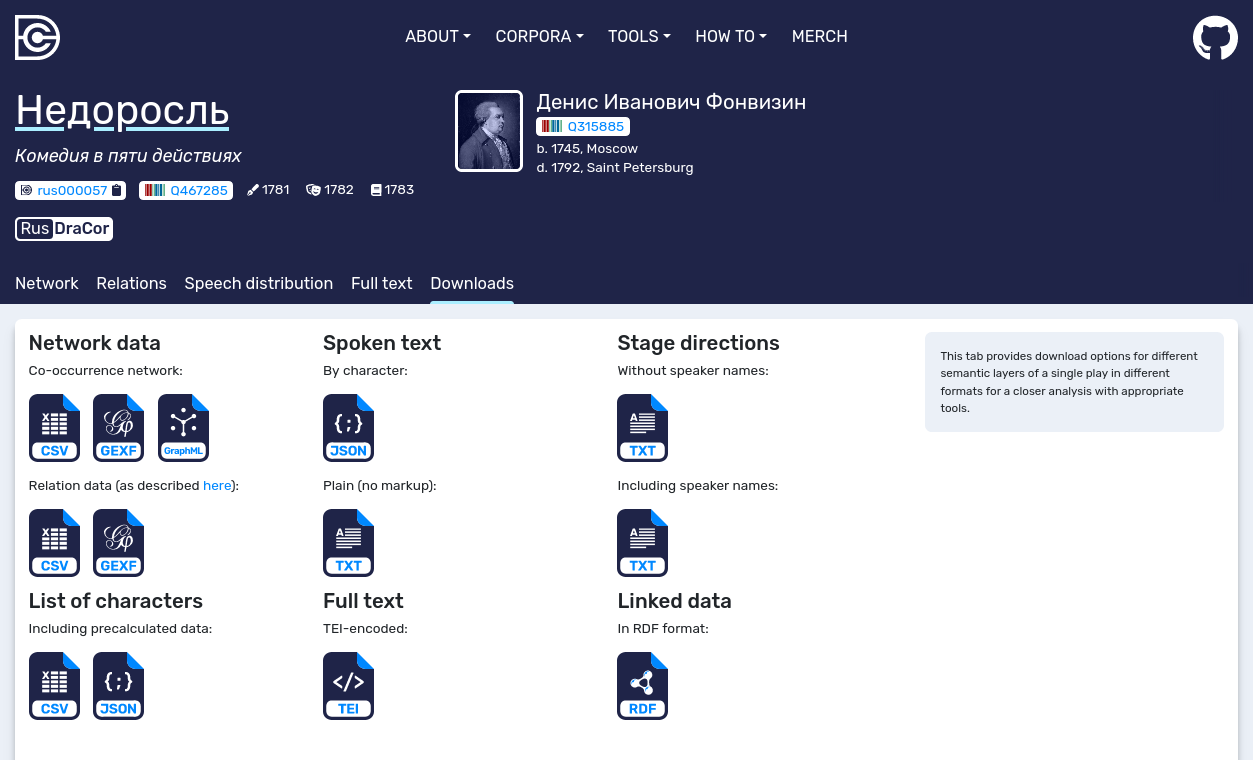 ABOUT CORPORA TOOLS HOW TO MERCH
Недоросль
Комедия в пяти действиях
rus000057 Q467285 1781 1782 1783
RusDraCor
Денис Иванович Фонвизин
Q315885
b. 1745, Moscow
d. 1792, Saint Petersburg
Network Relations Speech distribution Full text Downloads
Network data
Co-occurrence network:
CSV GEXF GraphML
Relation data (as described here):
CSV GEXF
List of characters
Including precalculated data:
CSV JSON
Spoken text
By character:
JSON
Plain (no markup):
TXT
Full text
TEI-encoded:
TEI
Stage directions
Without speaker names:
TXT
Including speaker names:
TXT
Linked data
In RDF format:
RDF
This tab provides download options for different
semantic layers of a single play in different
formats for a closer analysis with appropriate
tools.